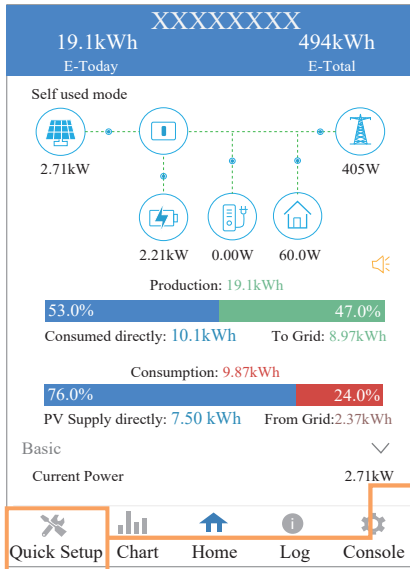 XXXXXXXX
19.1kWh 494kWh
E-Today E-Total
Self used mode
2.71kW 405W
2.21kW 0.00W 60.0W
Production: 19.1kWh
53.0% 47.0%
Consumed directly: 10.1kWh To Grid: 8.97kWh
Consumption: 9.87kWh
76.0% 24.0%
PV Supply directly: 7.50 kWh From Grid:2.37kWh
Basic
Current Power 2.71kW
Quick Setup Chart Home Log Console